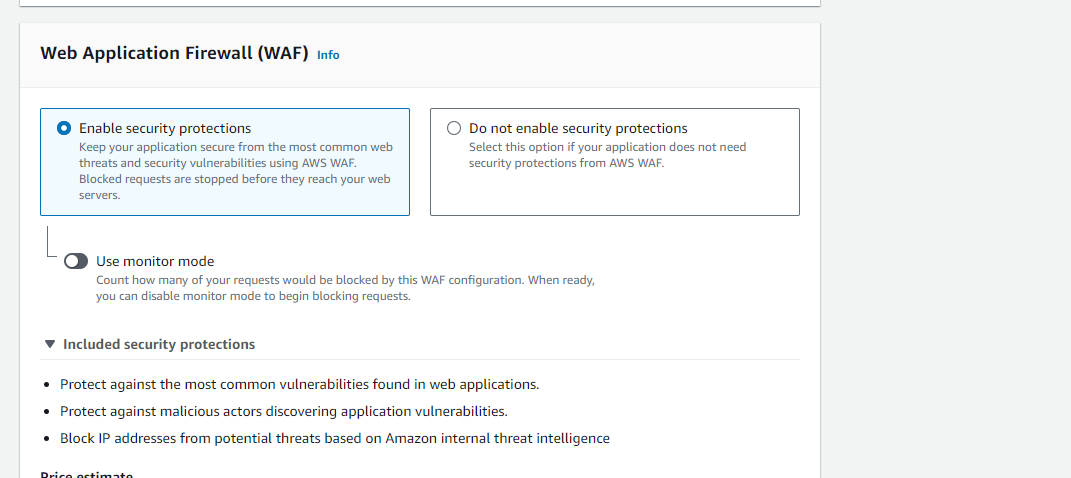 Web Application Firewall (WAF) Info
Enable security protections
Keep your application secure from the most common web
threats and security vulnerabilities using AWS WAF.
Blocked requests are stopped before they reach your web
servers.
Do not enable security protections
Select this option if your application does not need
security protections from AWS WAF.
Use monitor mode
Count how many of your requests would be blocked by this WAF configuration. When ready,
you can disable monitor mode to begin blocking requests.
Included security protections
Protect against the most common vulnerabilities found in web applications.
Protect against malicious actors discovering application vulnerabilities.
Block IP addresses from potential threats based on Amazon internal threat intelligence
Price estimate